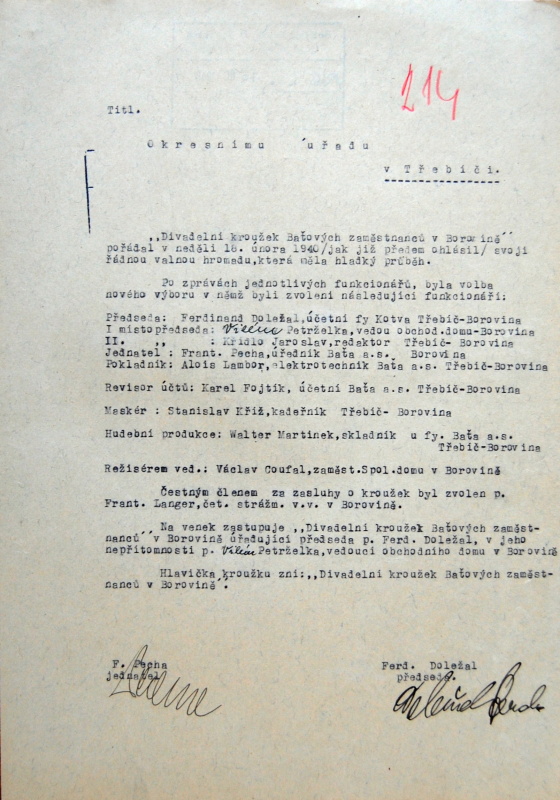 214
Titl.
Okresnímu úřadu
v Třebíči.
,,Divadelní kroužek Baťových zaměstnanců v Borovině´´
pořádal v neděli 18. února 1940/jak již předem ohlásil/ svoji
řádnou valnou hromadu,která měla hladký průběh.
Po zprávách jednotlivých funkcionářů, byla volba
nového výboru v němž byli zvolení následující funkcionáři:
Předseda: Ferdinand Doležal,účetní fy Kotva Třebíč-Borovina
I místopředseda: Vilém Petrželka,vedou obchod.domu-Borovina
II. ,, : Křídlo Jaroslav,redaktor Třebíč- Borovina
Jednatel : Frant. Pecha,úředník Baťa a.s. Borovina
Pokladník: Alois Lambor,elektrotechnik Baťa a.s. Třebíč-Borovina
Revisor účtů: Karel Fojtík, účetní Baťa a.s. Třebíč-Borovina
Maskér : Stanislav Kříž,kadeřník Třebíč- Borovina
Hudební produkce: Walter Martinek,skladník u fy. Baťa a.s.
Třebíč-Borovina
Režisérem ved.: Václav Coufal,zaměst.Spol.domu v Borovině
Čestným členem za zasluhy o kroužek byl zvolen p.
Frant. Langer,čet. strážm. v.v. v Borovině.
Na venek zastupuje ,,Divadelní kroužek Baťových zaměst-
nanců´´ v Borovině úřadující předseda p. Ferd. Doležal, v jeho
nepřítomnosti p. Vilém Petrželka,vedoucí obchodního domu v Borovině
Hlavička kroužku zní:,,Divadelní kroužek Baťových zaměst-
nanců v Borovině´´.
F. Pecha
jednatel
Ferd. Doležal
předseda.